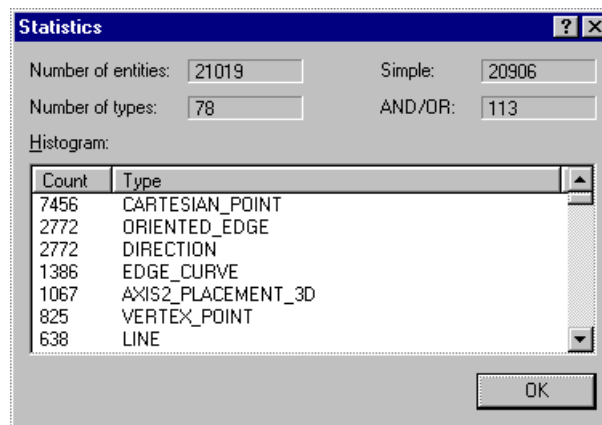 Statistics
Number of entities: 21019 Simple: 20906
Number of types: 78 AND/OR: 113
Histogram:
Count Type
7456 CARTESIAN_POINT
2772 ORIENTED_EDGE
2772 DIRECTION
1386 EDGE_CURVE
1067 AXIS2_PLACEMENT_3D
825 VERTEX_POINT
638 LINE
OK